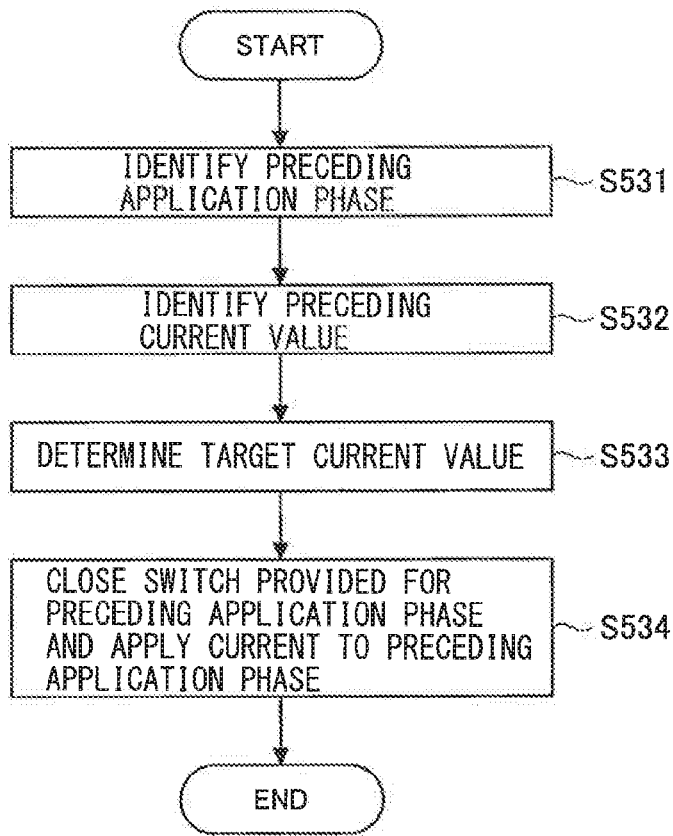 START
IDENTIFY PRECEDING
APPLICATION PHASE
S531
IDENTIFY PRECEDING
CURRENT VALUE
S532
DETERMINE TARGET CURRENT VALUE
S533
CLOSE SWITCH PROVIDED FOR
PRECEDING APPLICATION PHASE
AND APPLY CURRENT TO PRECEDING
APPLICATION PHASE
S534
END